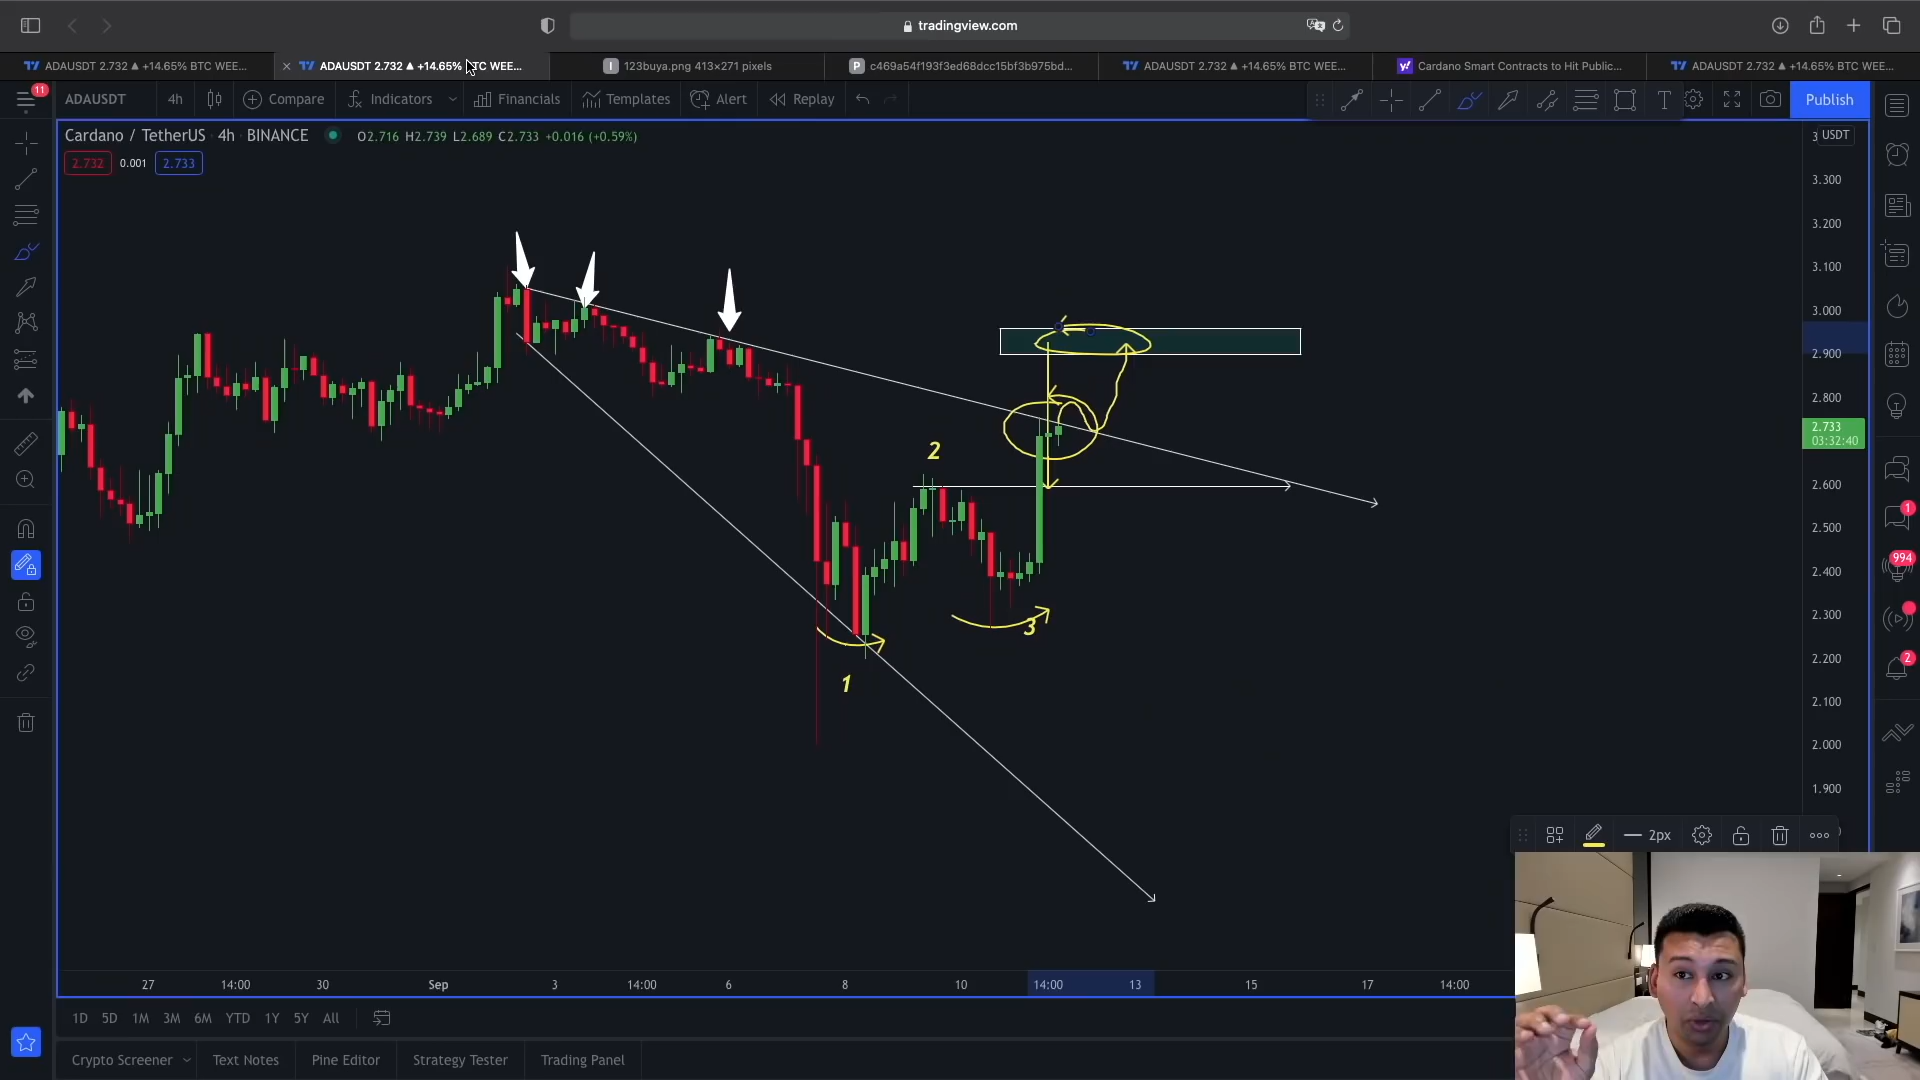 tradingview.com
ADAUSDT 2.732 ▲ +14.65% BTC WEE...
ADAUSDT 2.732 ▲ +14.65% BTC WEE...
123buya.png 413×271 pixels
c469a54f193f3ed68dcc15bf3b975bd...
ADAUSDT 2.732 ▲ +14.65% BTC WEE...
Cardano Smart Contracts to Hit Public...
ADAUSDT 2.732 ▲ +14.65% BTC WEE...
11
ADAUSDT 4h Compare Indicators Financials Templates Alert Replay Publish
Cardano / TetherUS 4h BINANCE O2.716 H2.739 L2.689 C2.733 +0.016 (+0.59%)
USDT
2.732 0.001 2.733
3.300
3.200
3.100
3.000
2.900
2.800
2.733
03:32:40
2.600
2.500
2.400
2.300
2.200
2.100
2.000
1.900
2
3
1
1
994
2
2px
27 14:00 30 Sep 3 14:00 6 8 10 14:00 13 15 17 14:00
1D 5D 1M 3M 6M YTD 1Y 5Y All
Crypto Screener Text Notes Pine Editor Strategy Tester Trading Panel